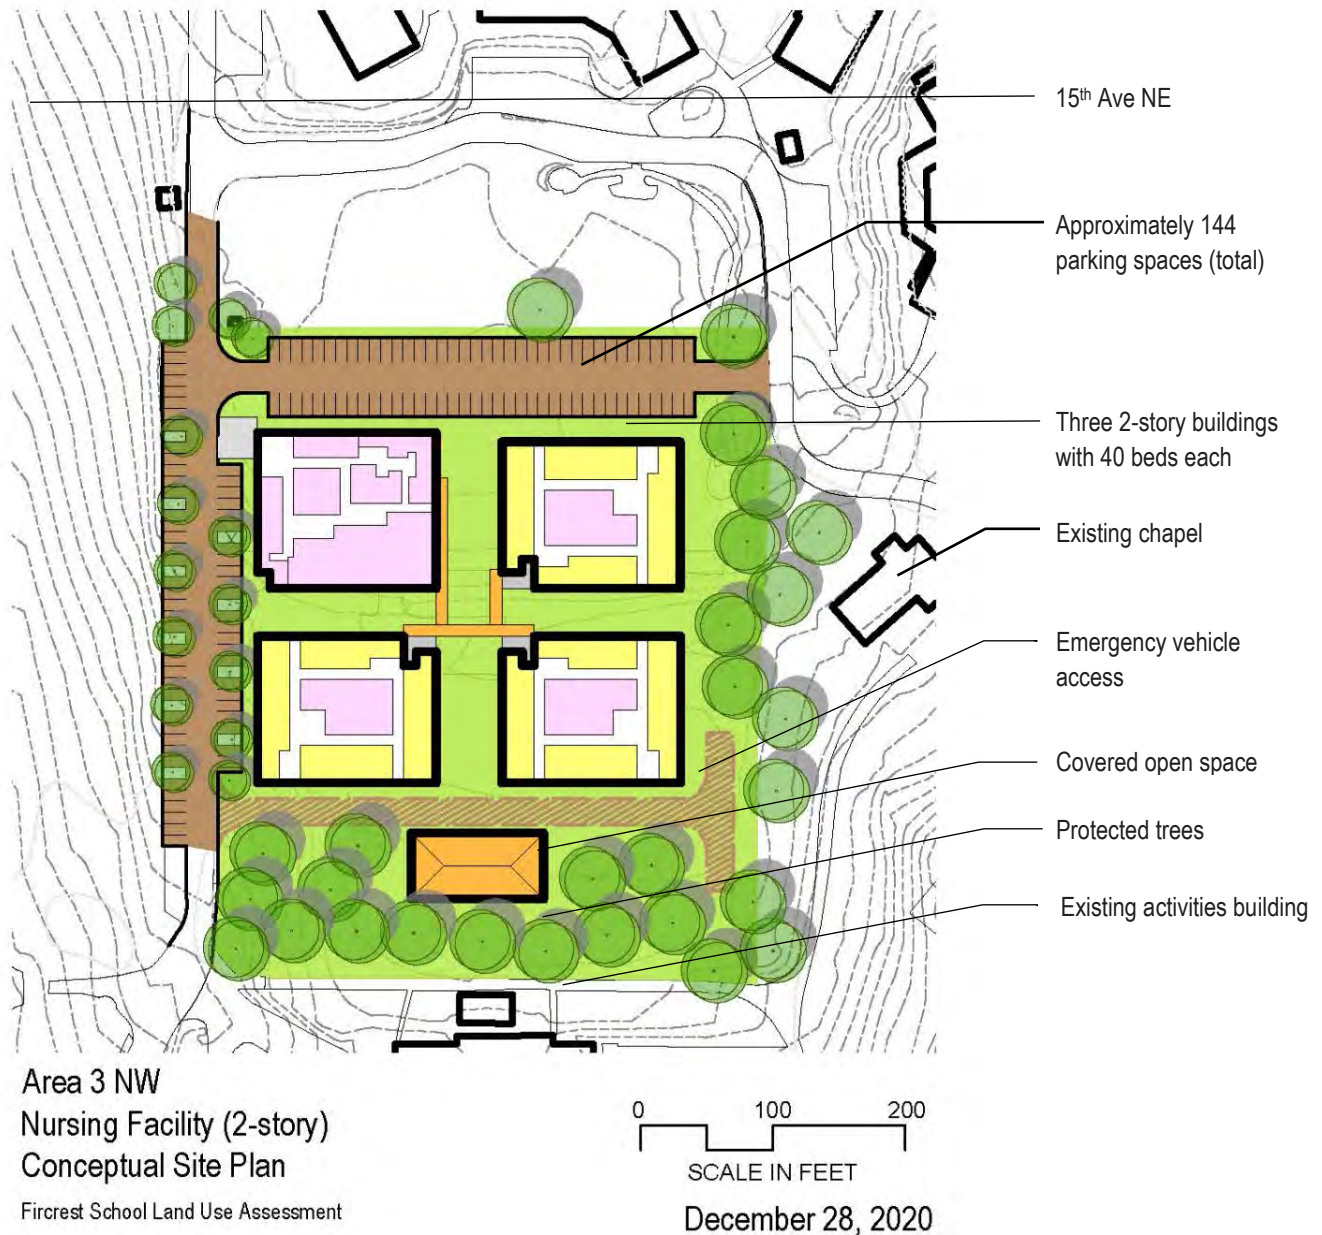 15th Ave NE
Approximately 144
parking spaces (total)
Three 2-story buildings
with 40 beds each
Existing chapel
Emergency vehicle
access
Covered open space
Protected trees
Existing activities building
Area 3 NW
Nursing Facility (2-story)
Conceptual Site Plan
Fircrest School Land Use Assessment
0 100 200
SCALE IN FEET
December 28, 2020